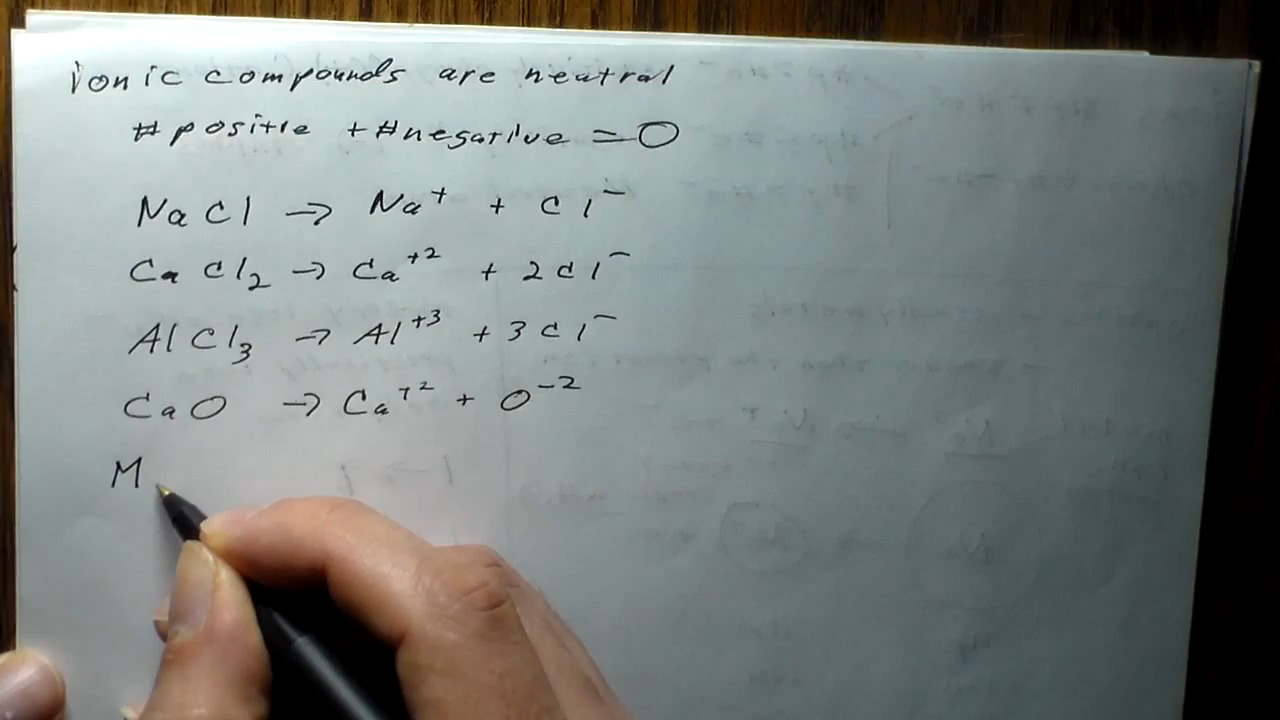 ionic compounds are neutral
# positie + # negative = 0
NaCl → Na⁺ + Cl⁻
CaCl₂ → Ca⁺² + 2Cl⁻
AlCl₃ → Al⁺³ + 3Cl⁻
CaO → Ca⁺² + O⁻²
M